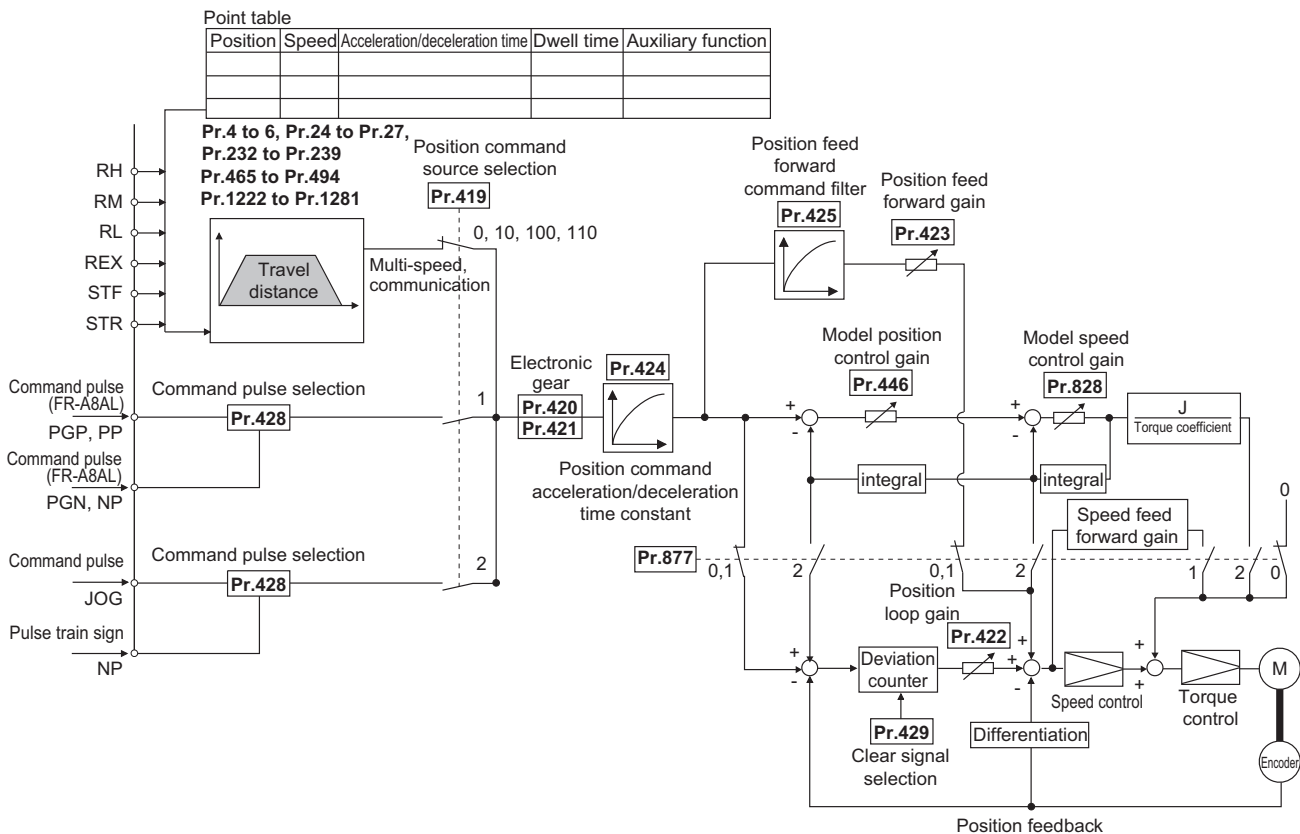 Point table
Position Speed Acceleration/deceleration time Dwell time Auxiliary function
Pr.4 to 6, Pr.24 to Pr.27,
Pr.232 to Pr.239
Pr.465 to Pr.494
Pr.1222 to Pr.1281
RH
RM
RL
REX
STF
STR
Travel
distance
Position command
source selection
Pr.419
0, 10, 100, 110
Multi-speed,
communication
Command pulse
(FR-A8AL)
PGP, PP
Command pulse selection
Pr.428
1
Command pulse
(FR-A8AL)
PGN, NP
Command pulse
JOG
Command pulse selection
Pr.428
2
Pulse train sign
NP
Electronic
gear
Pr.420
Pr.421
Pr.424
Position command
acceleration/deceleration
time constant
Position feed
forward
command filter
Pr.425
Position feed
forward gain
Pr.423
Model position
control gain
Pr.446
Model speed
control gain
Pr.828
J
Torque coefficient
+
-
+
-
integral
integral
Speed feed
forward gain
0
Pr.877
0,1
2
0,1
2
1
2
0
Position
loop gain
Pr.422
+
-
Deviation
counter
+
+
-
Speed control
+
+
Torque
control
M
Pr.429
Clear signal
selection
Differentiation
Encoder
Position feedback